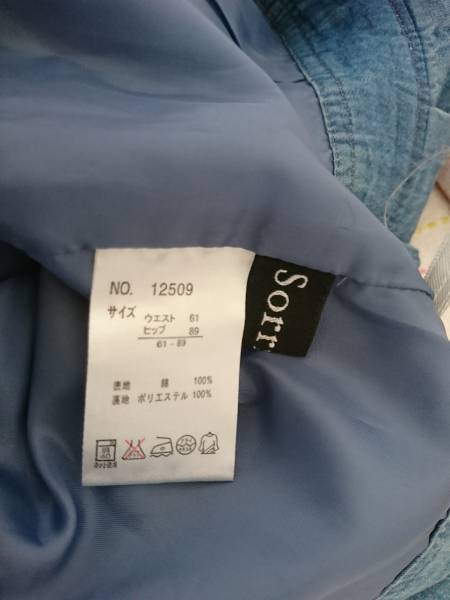 NO. 12509
サイズ ウエスト 61
ヒップ 89
61-89
表地 綿 100%
裏地 ポリエステル 100%
40
Sorr